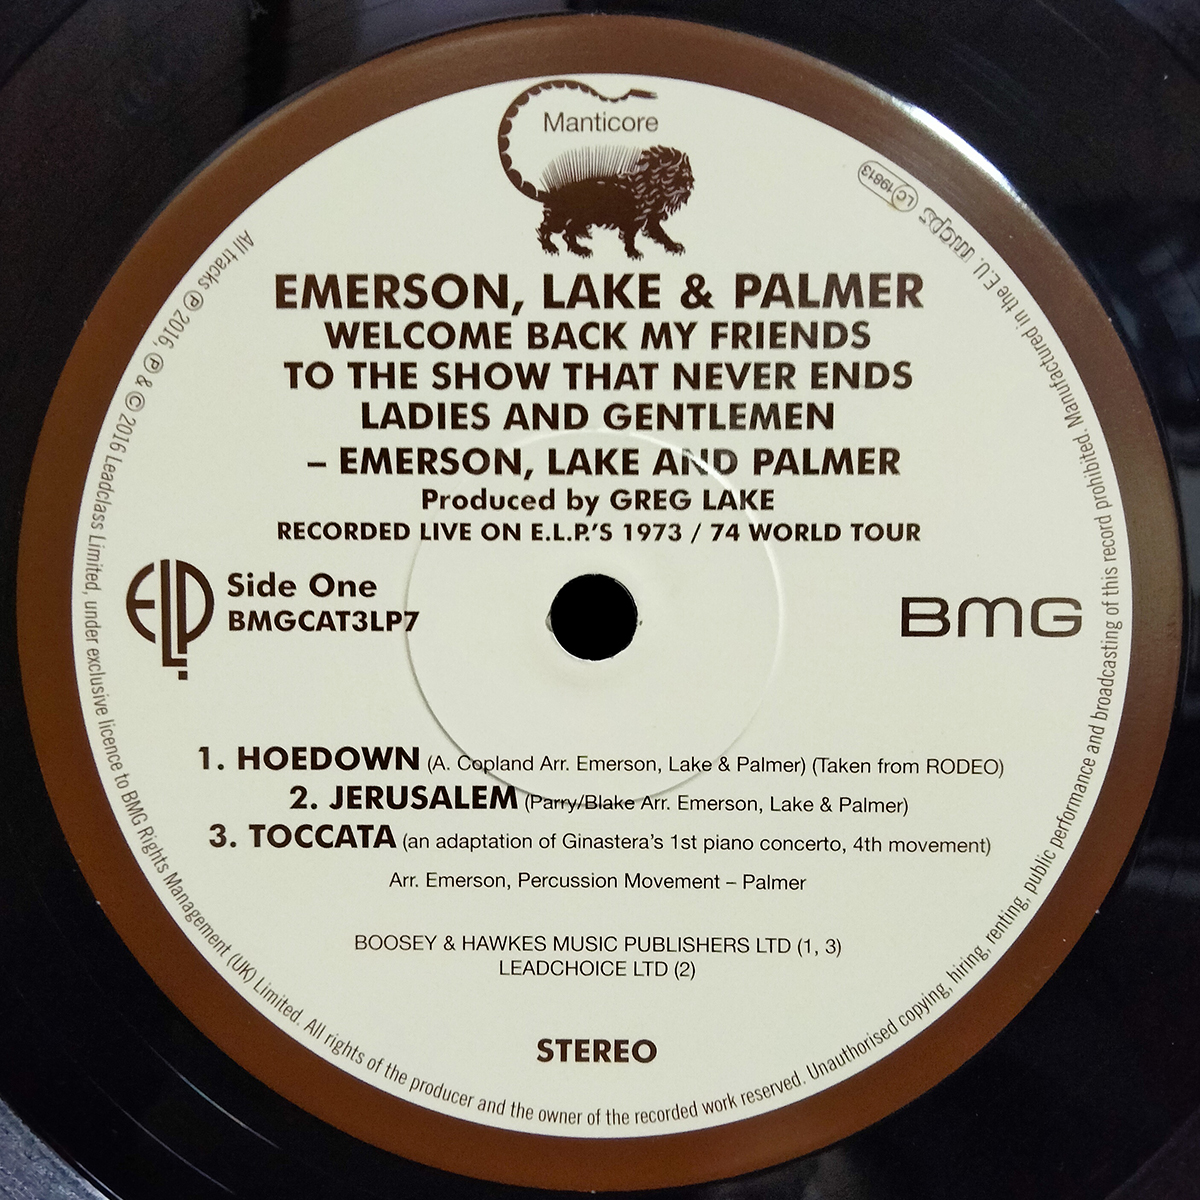 Manticore
EMERSON, LAKE & PALMER
WELCOME BACK MY FRIENDS
TO THE SHOW THAT NEVER ENDS
LADIES AND GENTLEMEN
– EMERSON, LAKE AND PALMER
Produced by GREG LAKE
RECORDED LIVE ON E.L.P.'S 1973 / 74 WORLD TOUR
ELP.
Side One
BMGCAT3LP7
BMG
1. HOEDOWN (A. Copland Arr. Emerson, Lake & Palmer) (Taken from RODEO)
2. JERUSALEM (Parry/Blake Arr. Emerson, Lake & Palmer)
3. TOCCATA (an adaptation of Ginastera's 1st piano concerto, 4th movement)
Arr. Emerson, Percussion Movement – Palmer
BOOSEY & HAWKES MUSIC PUBLISHERS LTD (1, 3)
LEADCHOICE LTD (2)
STEREO
All tracks ℗ 2016, ℗ & © 2016 Leadclass Limited, under exclusive licence to BMG Rights Management (UK) Limited. All rights of the producer and the owner of the recorded work reserved. Unauthorised copying, hiring, renting, public performance and broadcasting of this record prohibited. Manufactured in the E.U. mcps LC 19813